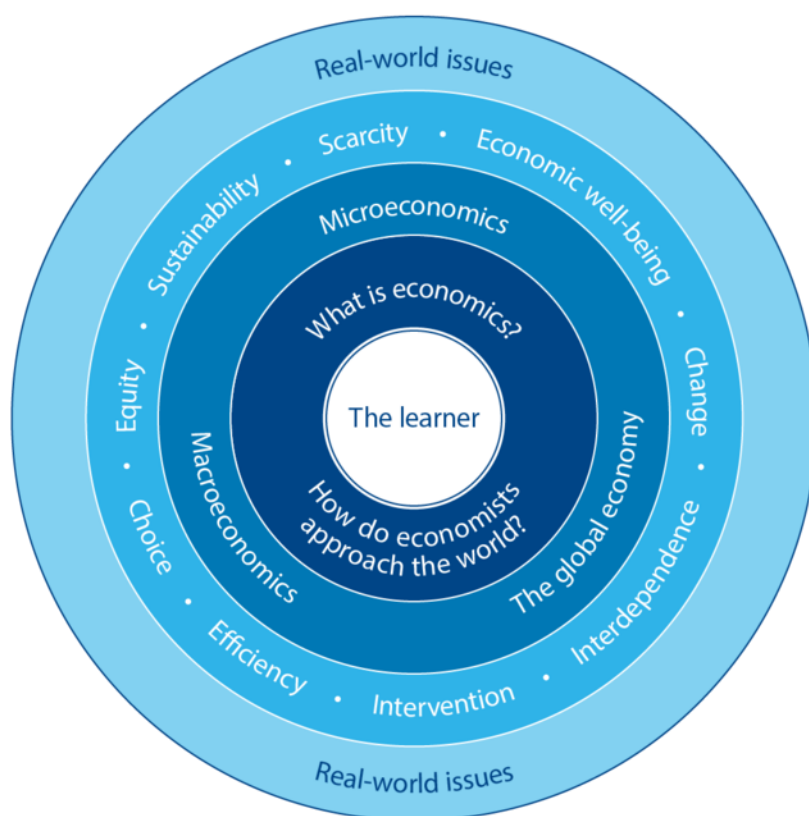 Real-world issues
Scarcity • Economic well-being • Change • Interdependence • Intervention • Efficiency • Choice • Equity • Sustainability •
Microeconomics
The global economy
Macroeconomics
What is economics?
The learner
How do economists
approach the world?
Real-world issues